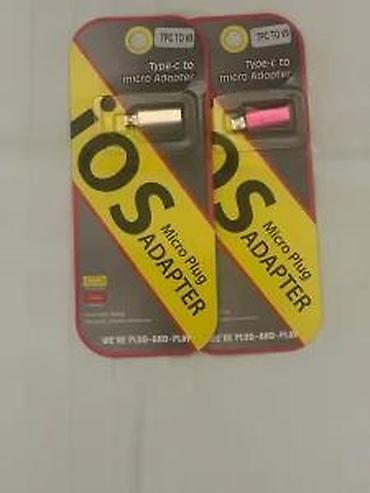 TPC TO V8
Type-c to
micro Adapter
iOS
Micro Plug
ADAPTER
WE'RE PLUG-AND-PLAY
TPC TO V8
Type-c to
micro Adapter
OS
Micro Plug
ADAPTER
WE'RE PLUG-AND-PLAY